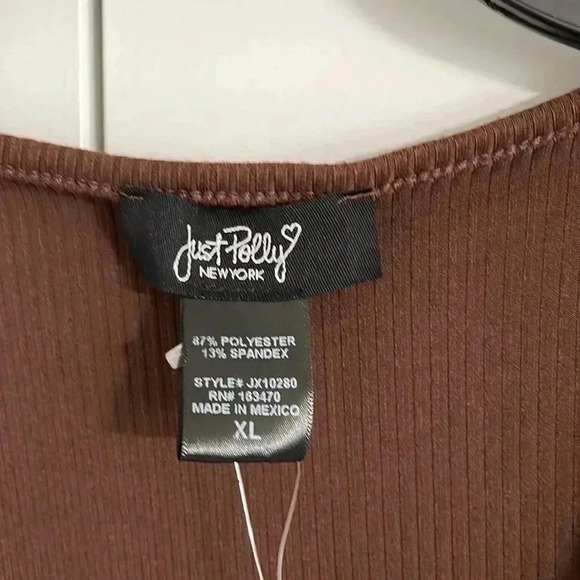 Just Polly
NEW YORK
87% POLYESTER
13% SPANDEX
STYLE# JX10280
RN# 163470
MADE IN MEXICO
XL